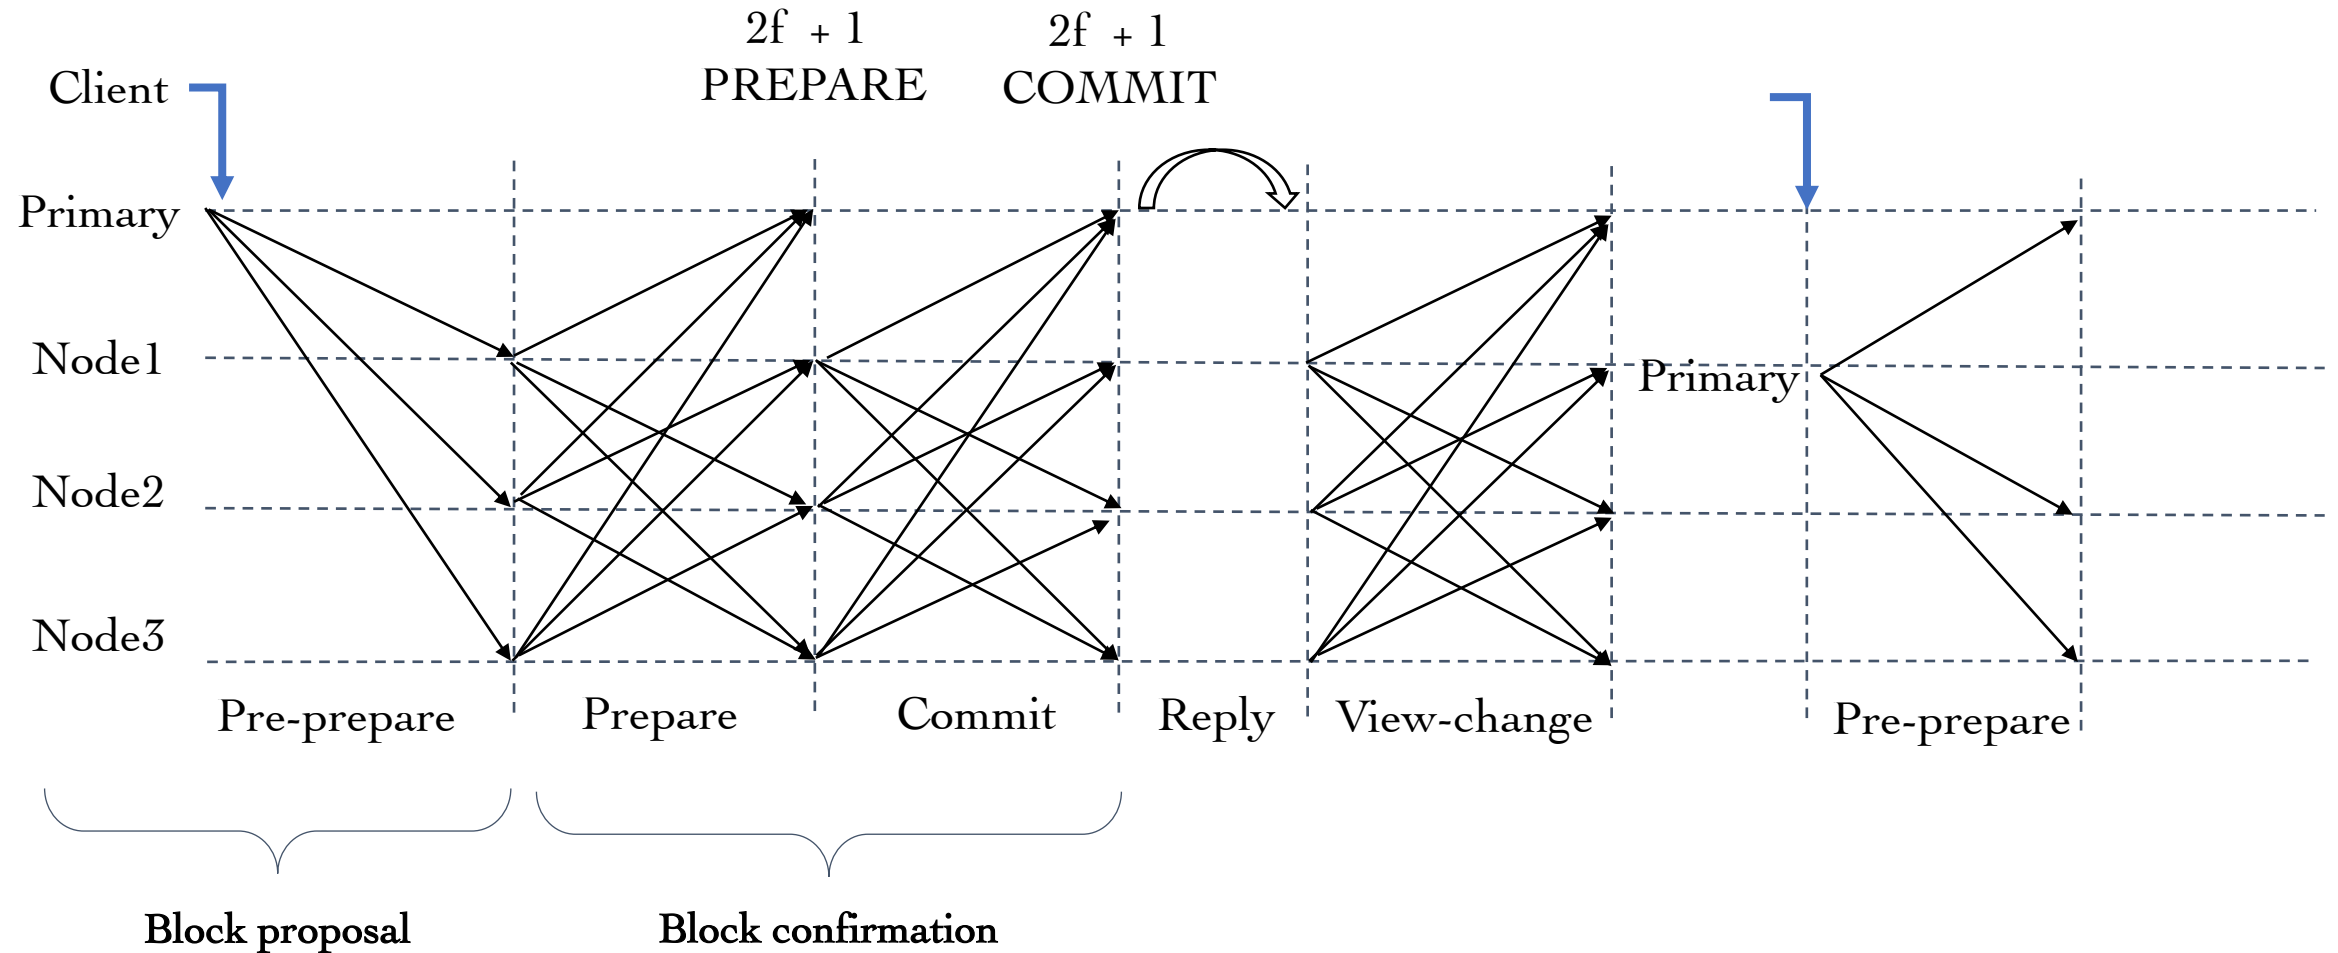 2f + 1
PREPARE
2f + 1
COMMIT
Client
Primary
Node1
Primary
Node2
Node3
Pre-prepare
Prepare
Commit
Reply
View-change
Pre-prepare
Block proposal
Block confirmation